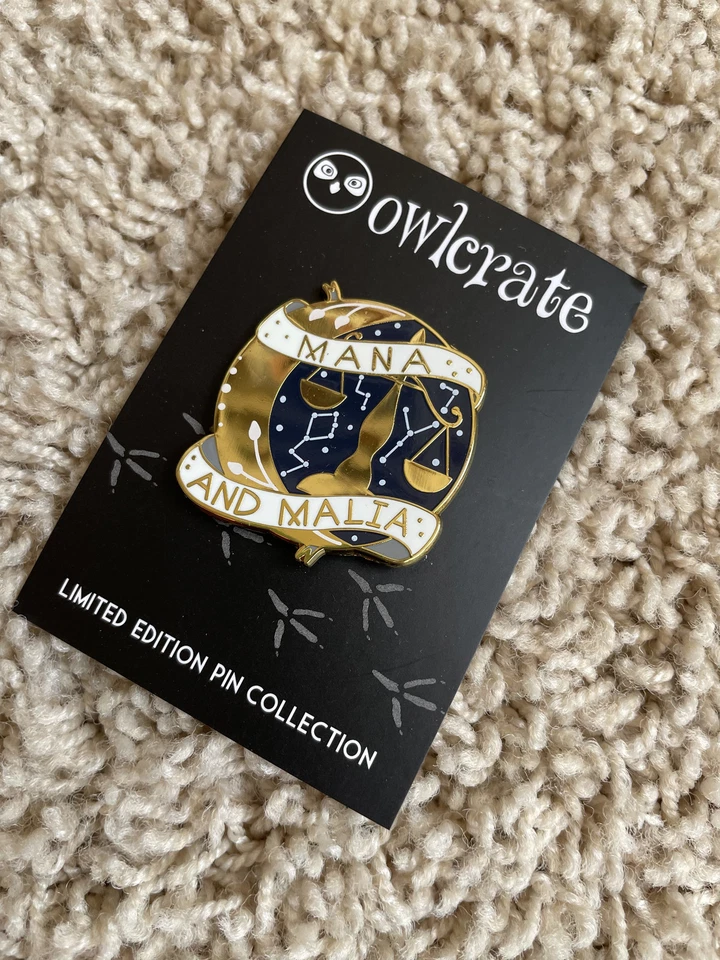 owlcrate
MANA
AND MALIA
LIMITED EDITION PIN COLLECTION